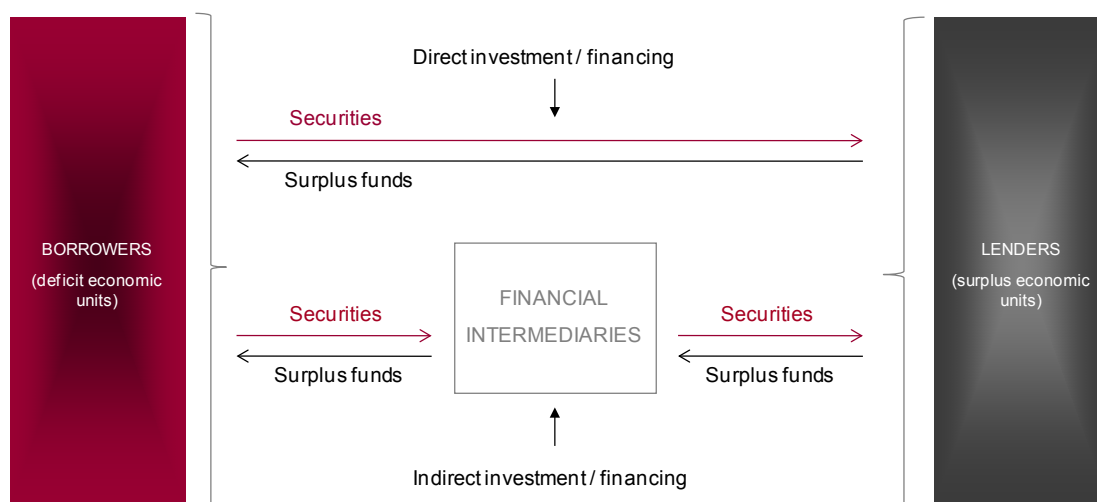 Direct investment / financing
Securities
Surplus funds
BORROWERS
(deficit economic
units)
LENDERS
(surplus economic
units)
FINANCIAL
INTERMEDIARIES
Securities
Securities
Surplus funds
Surplus funds
Indirect investment / financing